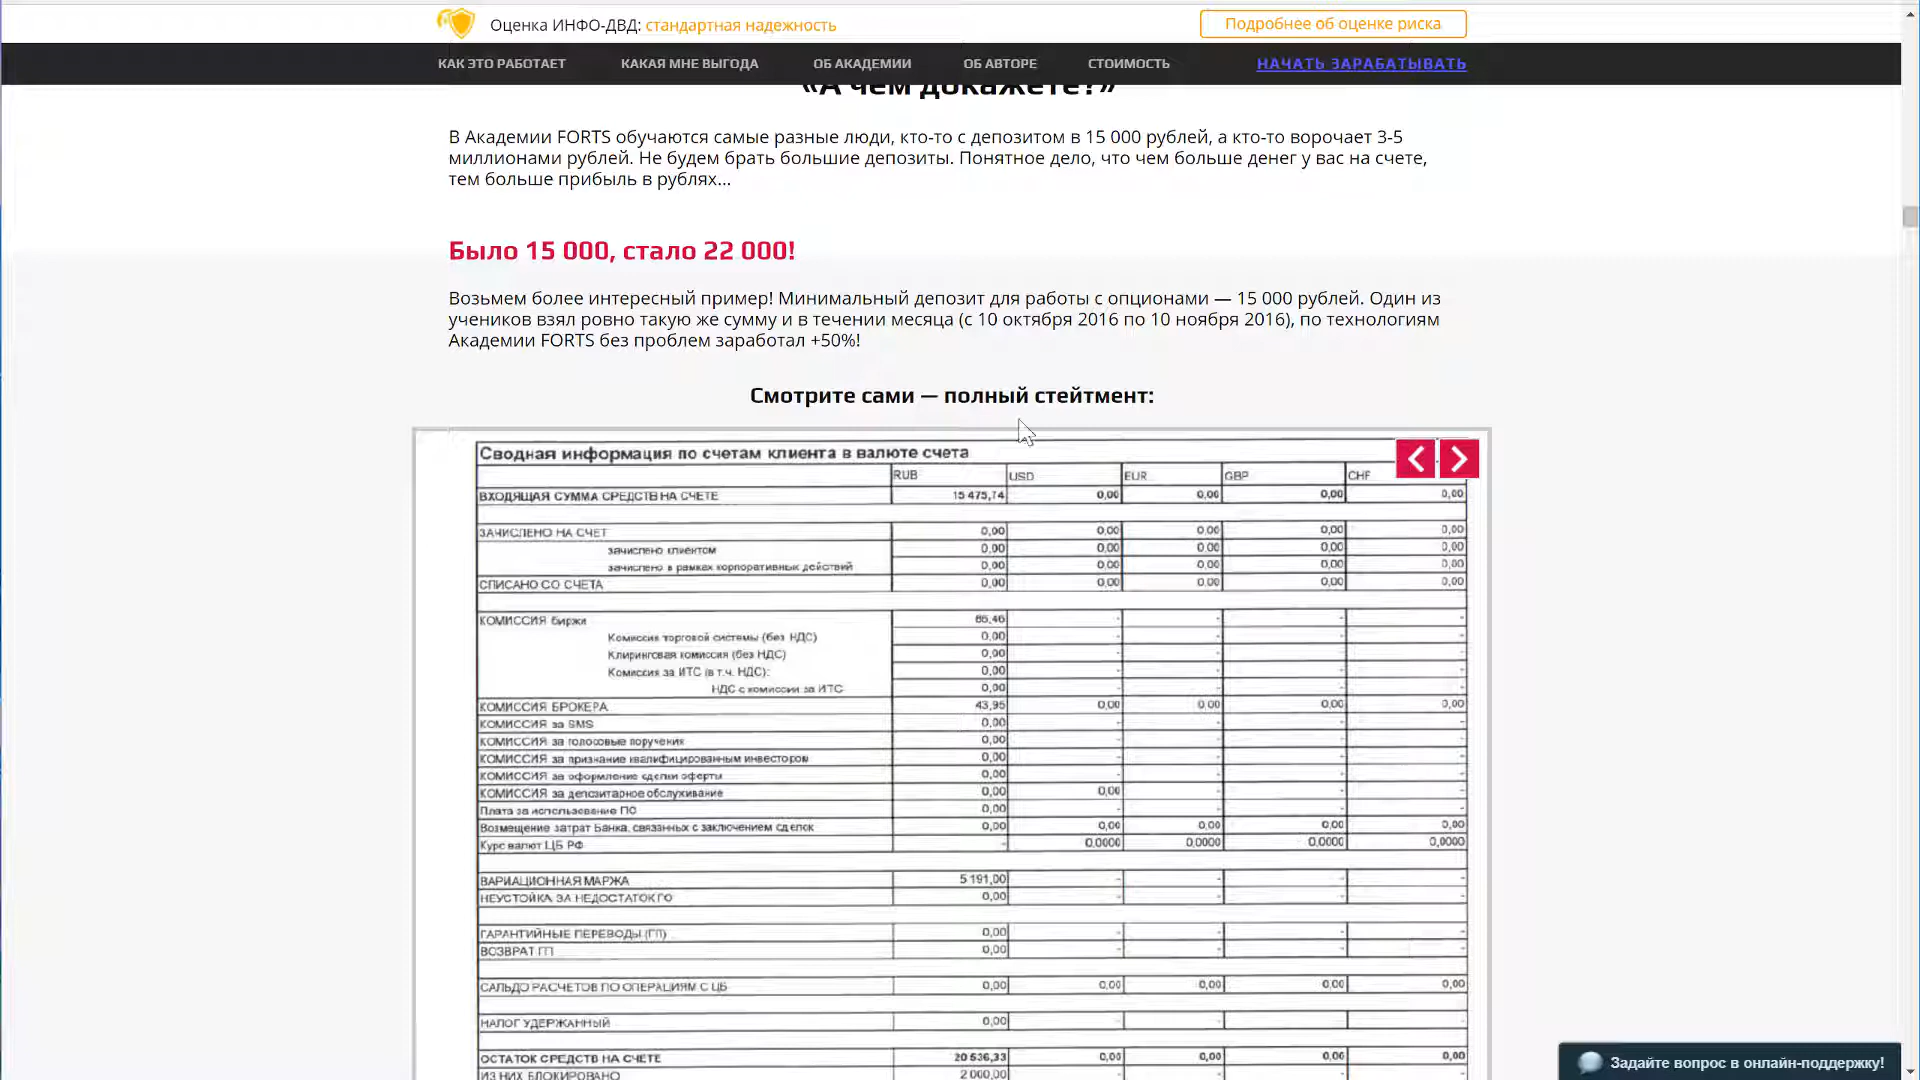 Оценка ИНФО-ДВД: стандартная надежность
Подробнее об оценке риска
КАК ЭТО РАБОТАЕТ КАКАЯ МНЕ ВЫГОДА ОБ АКАДЕМИИ ОБ АВТОРЕ СТОИМОСТЬ НАЧАТЬ ЗАРАБАТЫВАТЬ
«А чем докажете?»
В Академии FORTS обучаются самые разные люди, кто-то с депозитом в 15 000 рублей, а кто-то ворочает 3-5
миллионами рублей. Не будем брать большие депозиты. Понятное дело, что чем больше денег у вас на счете,
тем больше прибыль в рублях...
Было 15 000, стало 22 000!
Возьмем более интересный пример! Минимальный депозит для работы с опционами — 15 000 рублей. Один из
учеников взял ровно такую же сумму и в течении месяца (с 10 октября 2016 по 10 ноября 2016), по технологиям
Академии FORTS без проблем заработал +50%!
Смотрите сами — полный стейтмент:
Сводная информация по счетам клиента в валюте счета
RUB USD EUR GBP CHF
ВХОДЯЩАЯ СУММА СРЕДСТВ НА СЧЕТЕ 15 475,74 0,00 0,00 0,00 0,00
ЗАЧИСЛЕНО НА СЧЕТ 0,00 0,00 0,00 0,00 0,00
зачислено клиентом 0,00 0,00 0,00 0,00 0,00
зачислено в рамках корпоративных действий 0,00 0,00 0,00 0,00 0,00
СПИСАНО СО СЧЕТА 0,00 0,00 0,00 0,00 0,00
КОМИССИЯ биржи - - - -
Комиссия торговой системы (без НДС) 0,00 - - - -
Клиринговая комиссия (без НДС) 0,00 - - - -
Комиссия за ИТС (в т.ч. НДС): 0,00 - - - -
НДС с комиссии за ИТС 0,00 - - - -
КОМИССИЯ БРОКЕРА 43,95 0,00 0,00 0,00 0,00
КОМИССИЯ за SMS 0,00 - - - -
КОМИССИЯ за голосовые поручения 0,00 - - - -
КОМИССИЯ за признание квалифицированным инвестором 0,00 - - - -
КОМИССИЯ за оформление сделки оферты 0,00 - - - -
КОМИССИЯ за депозитарное обслуживание 0,00 0,00 - - -
Плата за использование ПО 0,00 - - - -
Возмещение затрат Банка, связанных с заключением сделок 0,00 0,00 0,00 0,00 0,00
Курс валют ЦБ РФ - 0,0000 0,0000 0,0000 0,0000
ВАРИАЦИОННАЯ МАРЖА 5 191,00 - - - -
НЕУСТОЙКА ЗА НЕДОСТАТОК ГО 0,00 - - - -
ГАРАНТИЙНЫЕ ПЕРЕВОДЫ (ГП) 0,00 - - - -
ВОЗВРАТ ГП 0,00 - - - -
САЛЬДО РАСЧЕТОВ ПО ОПЕРАЦИЯМ С ЦБ 0,00 0,00 0,00 0,00 0,00
НАЛОГ УДЕРЖАННЫЙ 0,00 - - - -
ОСТАТОК СРЕДСТВ НА СЧЕТЕ 20 536,33 0,00 0,00 0,00 0,00
ИЗ НИХ БЛОКИРОВАНО 2 000,00
Задайте вопрос в онлайн-поддержку!